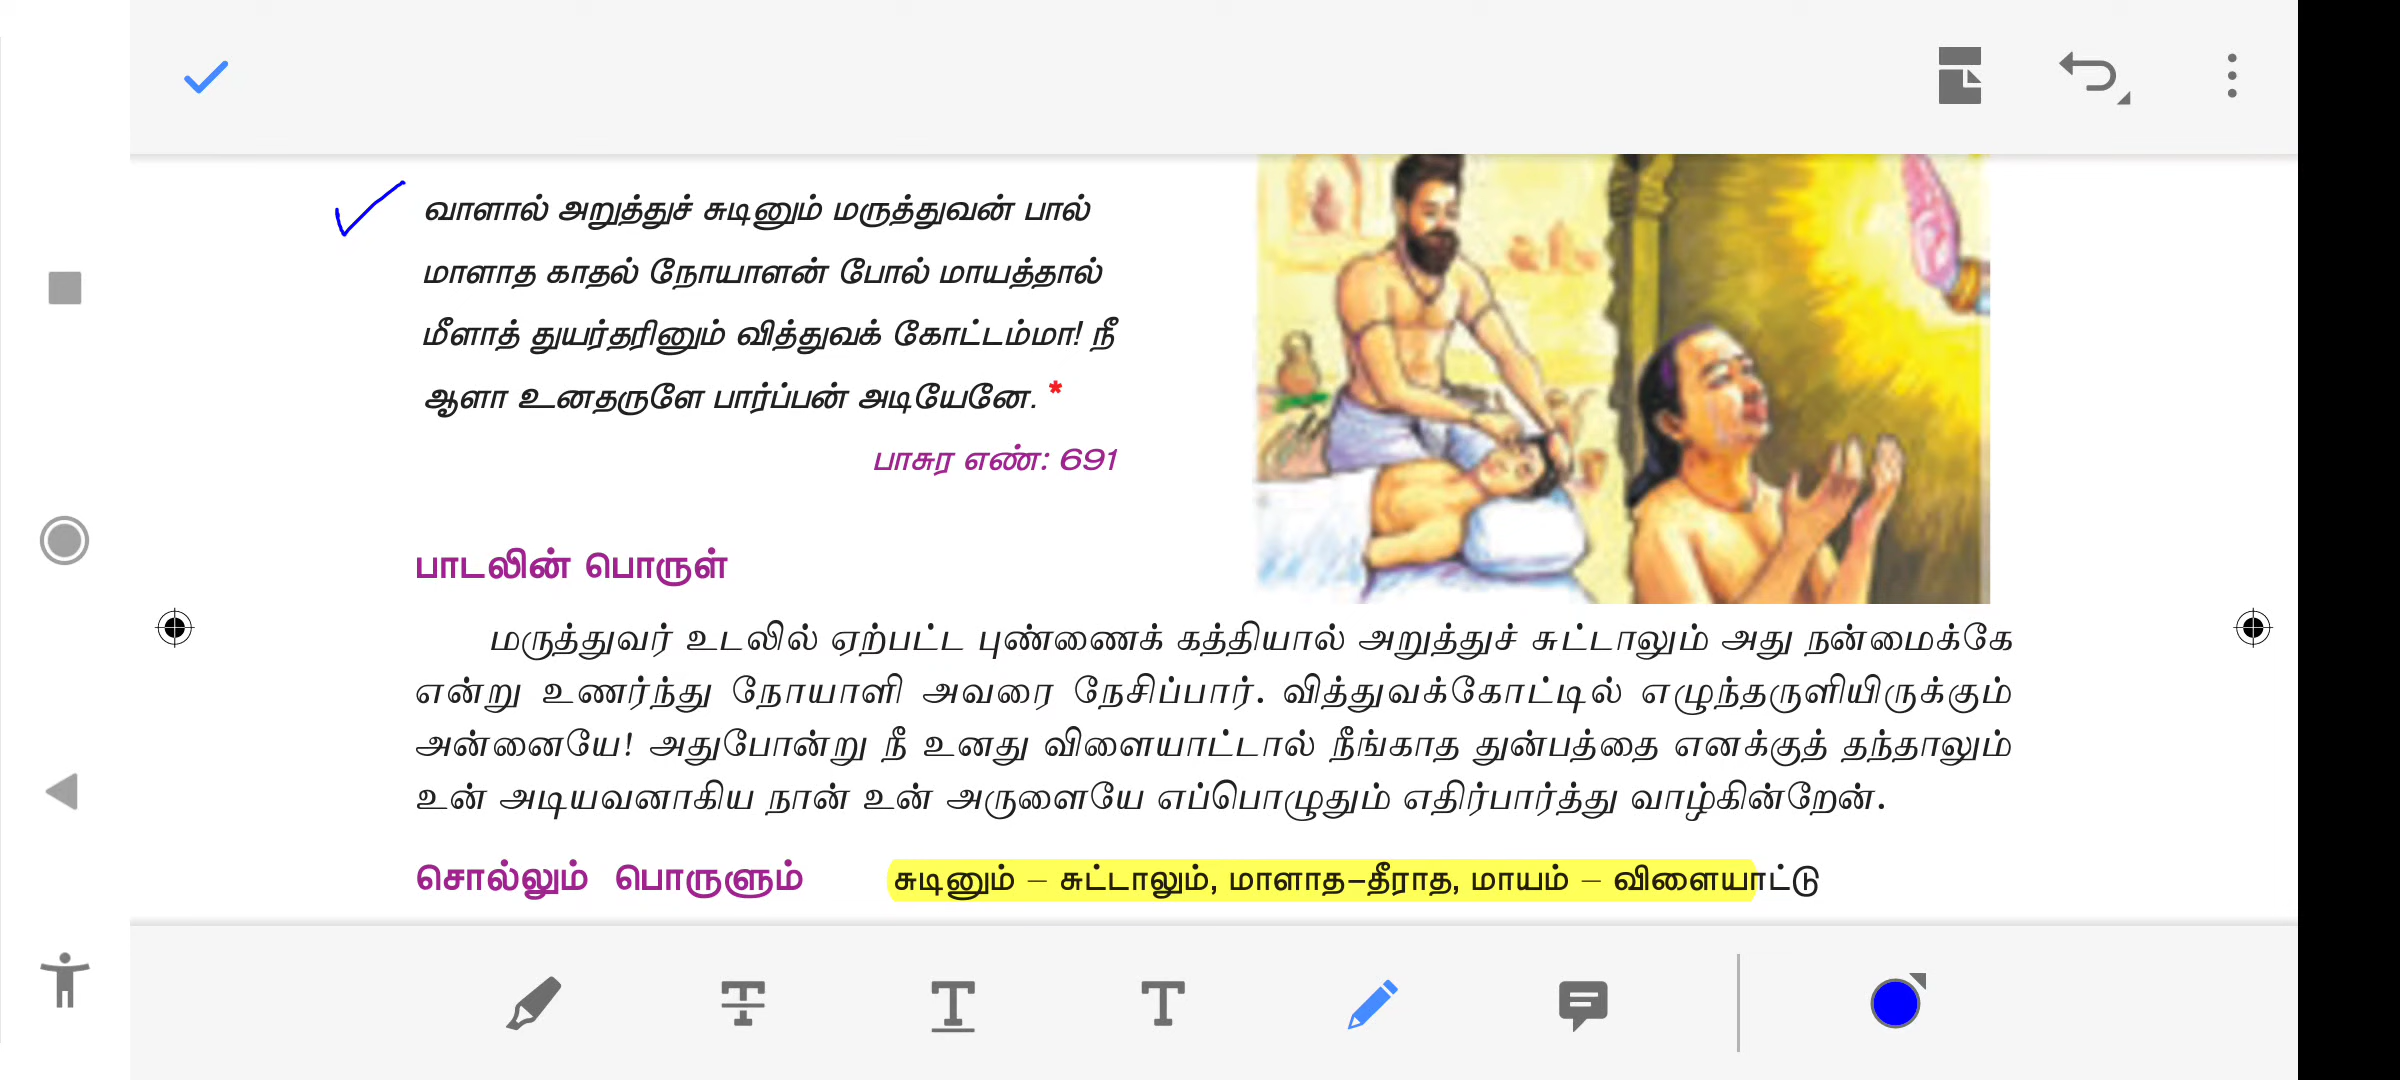 வாளால் அறுத்துச் சுடினும் மருத்துவன் பால்
மாளாத காதல் நோயாளன் போல் மாயத்தால்
மீளாத் துயர்தரினும் வித்துவக் கோட்டம்மா! நீ
ஆளா உனதருளே பார்ப்பன் அடியேனே. *
பாசுர எண்: 691
பாடலின் பொருள்
மருத்துவர் உடலில் ஏற்பட்ட புண்ணைக் கத்தியால் அறுத்துச் சுட்டாலும் அது நன்மைக்கே
என்று உணர்ந்து நோயாளி அவரை நேசிப்பார். வித்துவக்கோட்டில் எழுந்தருளியிருக்கும்
அன்னையே! அதுபோன்று நீ உனது விளையாட்டால் நீங்காத துன்பத்தை எனக்குத் தந்தாலும்
உன் அடியவனாகிய நான் உன் அருளையே எப்பொழுதும் எதிர்பார்த்து வாழ்கின்றேன்.
சொல்லும் பொருளும் சுடினும் – சுட்டாலும், மாளாத–தீராத, மாயம் – விளையாட்டு